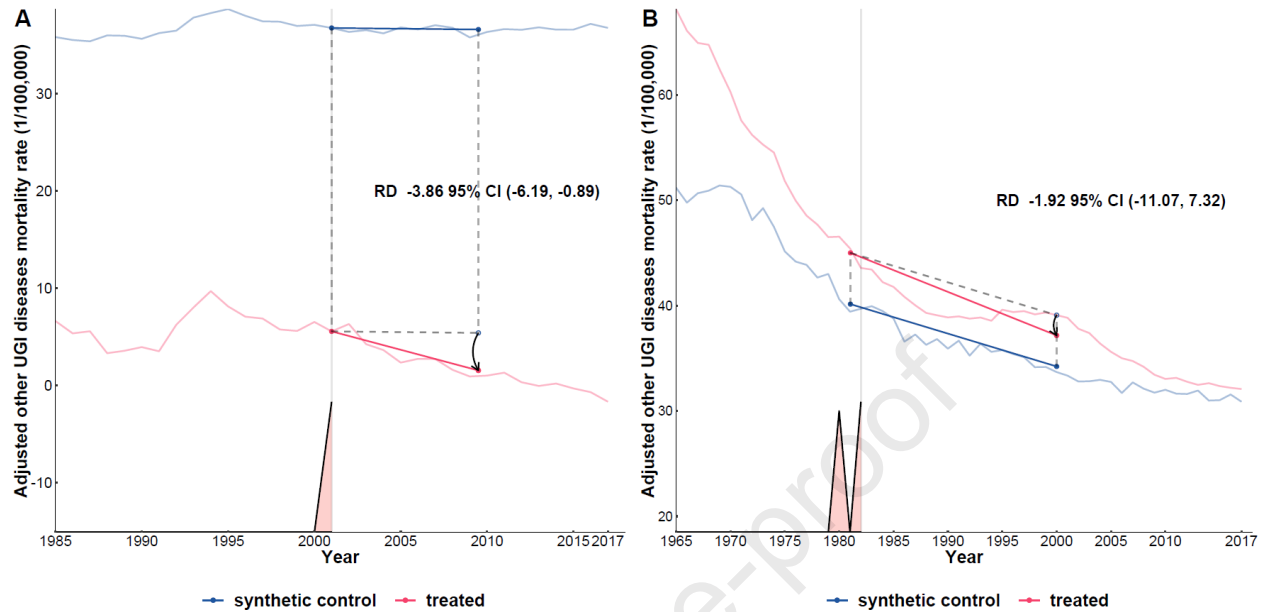 A
Adjusted other UGI diseases mortality rate (1/100,000)
30
20
10
0
-10
RD -3.86 95% CI (-6.19, -0.89)
1985 1990 1995 2000 2005 2010 2015 2017
Year
synthetic control treated
B
Adjusted other UGI diseases mortality rate (1/100,000)
60
50
40
30
20
RD -1.92 95% CI (-11.07, 7.32)
1965 1970 1975 1980 1985 1990 1995 2000 2005 2010 2017
Year
synthetic control treated
e-proof